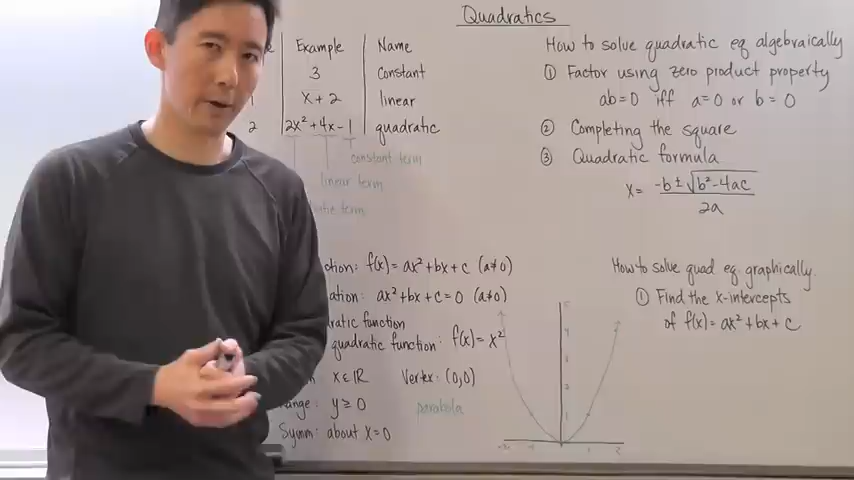 Quadratics
Example Name
3 constant
x+2 linear
2 2x²+4x-1 quadratic
constant term
linear term
term
f(x) = ax²+bx+c (a≠0)
ax²+bx+c=0 (a≠0)
function
quadratic function: f(x) = x²
x∈ℝ Vertex: (0,0)
y ≥ 0 parabola
Symm: about x=0
How to solve quadratic eq algebraically
① Factor using zero product property
ab=0 iff a=0 or b=0
② Completing the square
③ Quadratic formula
x= -b±√b²-4ac
2a
How to solve quad eq graphically.
① Find the x-intercepts
of f(x)=ax²+bx+c